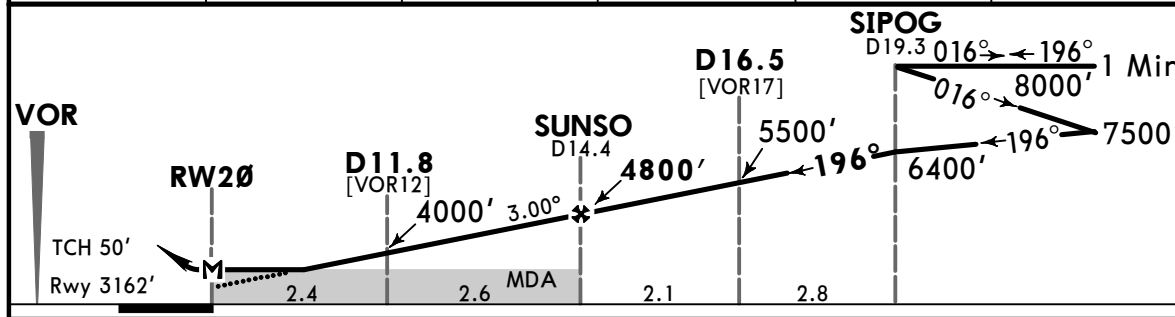 SIPOG
D19.3 016° 196°
1 Min
8000'
016°
D16.5
[VOR17]
VOR
SUNSO
D14.4
5500'
196°
7500
196°
6400'
D11.8
[VOR12]
4800'
RW20
4000'
3.00°
TCH 50'
M
Rwy 3162'
MDA
2.4 2.6 2.1 2.8